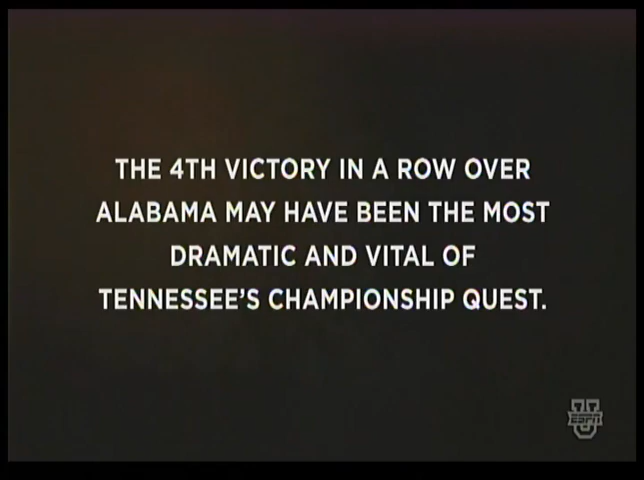 THE 4TH VICTORY IN A ROW OVER
ALABAMA MAY HAVE BEEN THE MOST
DRAMATIC AND VITAL OF
TENNESSEE'S CHAMPIONSHIP QUEST.
ESPN
U